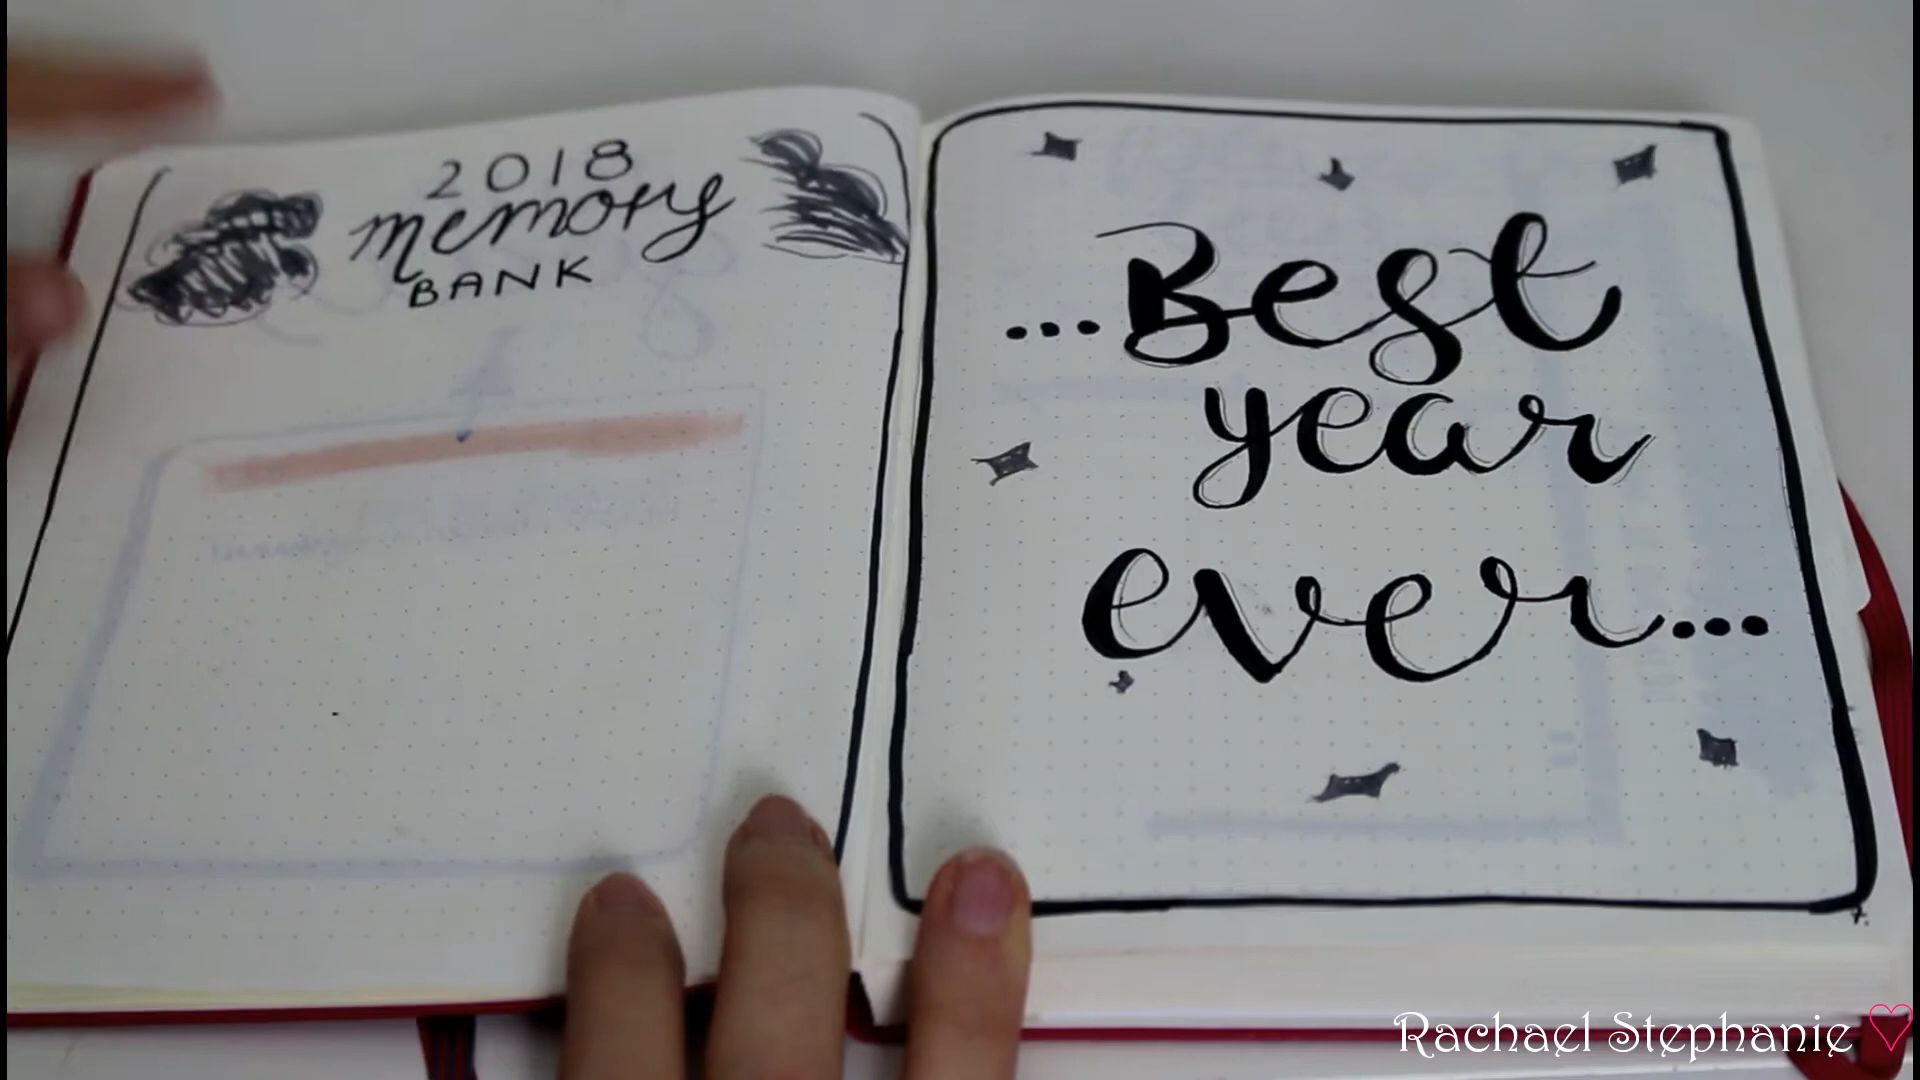 2018
memory
BANK
...Best
year
ever...
Rachael Stephanie